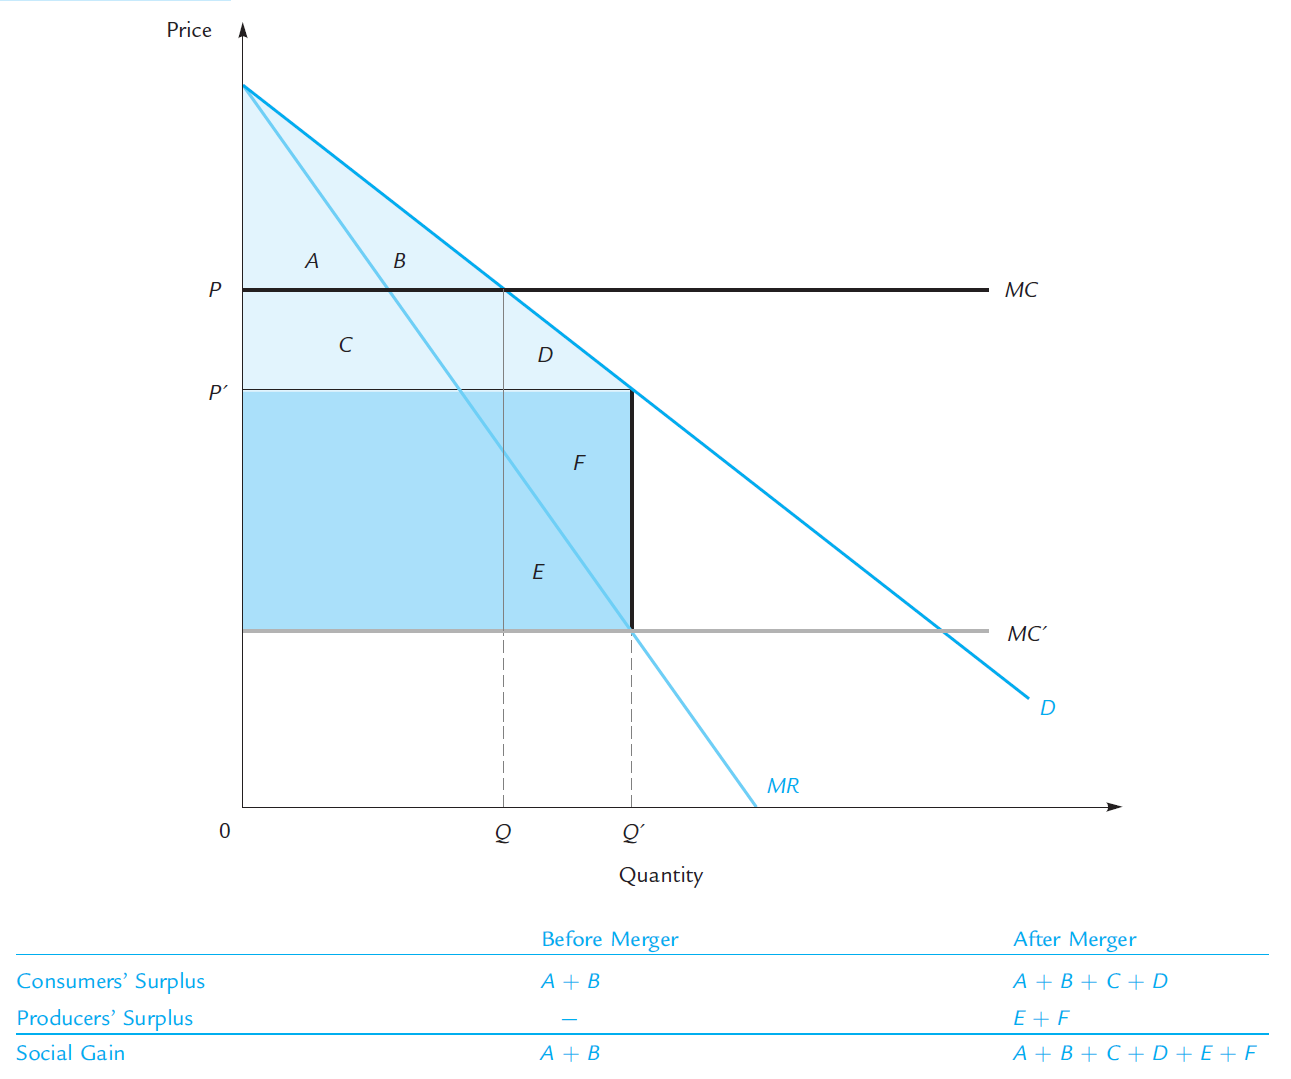 Price
A B
P MC
C D
P′
F
E
MC′
D
MR
0 Q Q′
Quantity
Before Merger After Merger
Consumers’ Surplus A + B A + B + C + D
Producers’ Surplus – E + F
Social Gain A + B A + B + C + D + E + F